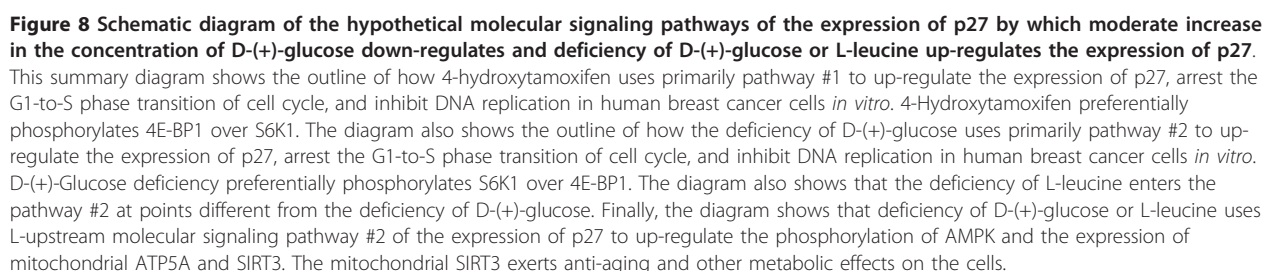 Figure 8 Schematic diagram of the hypothetical molecular signaling pathways of the expression of p27 by which moderate increase
in the concentration of D-(+)-glucose down-regulates and deficiency of D-(+)-glucose or L-leucine up-regulates the expression of p27.
This summary diagram shows the outline of how 4-hydroxytamoxifen uses primarily pathway #1 to up-regulate the expression of p27, arrest the
G1-to-S phase transition of cell cycle, and inhibit DNA replication in human breast cancer cells in vitro. 4-Hydroxytamoxifen preferentially
phosphorylates 4E-BP1 over S6K1. The diagram also shows the outline of how the deficiency of D-(+)-glucose uses primarily pathway #2 to up-
regulate the expression of p27, arrest the G1-to-S phase transition of cell cycle, and inhibit DNA replication in human breast cancer cells in vitro.
D-(+)-Glucose deficiency preferentially phosphorylates S6K1 over 4E-BP1. The diagram also shows that the deficiency of L-leucine enters the
pathway #2 at points different from the deficiency of D-(+)-glucose. Finally, the diagram shows that deficiency of D-(+)-glucose or L-leucine uses
L-upstream molecular signaling pathway #2 of the expression of p27 to up-regulate the phosphorylation of AMPK and the expression of
mitochondrial ATP5A and SIRT3. The mitochondrial SIRT3 exerts anti-aging and other metabolic effects on the cells.